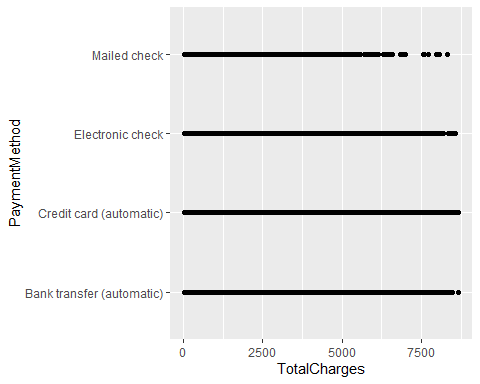 Mailed check
Electronic check
Credit card (automatic)
Bank transfer (automatic)
PaymentMethod
0 2500 5000 7500
TotalCharges